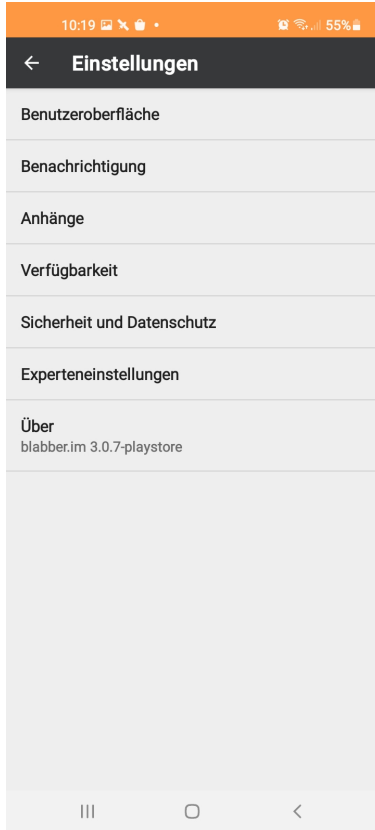 10:19 55%
Einstellungen
Benutzeroberfläche
Benachrichtigung
Anhänge
Verfügbarkeit
Sicherheit und Datenschutz
Experteneinstellungen
Über
blabber.im 3.0.7-playstore